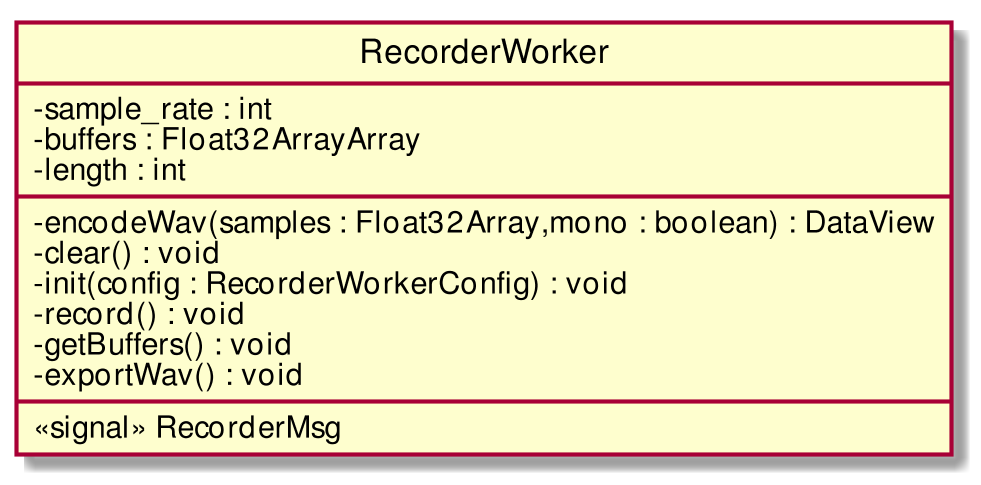 RecorderWorker
-sample_rate : int
-buffers : Float32ArrayArray
-length : int
-encodeWav(samples : Float32Array,mono : boolean) : DataView
-clear() : void
-init(config : RecorderWorkerConfig) : void
-record() : void
-getBuffers() : void
-exportWav() : void
«signal» RecorderMsg